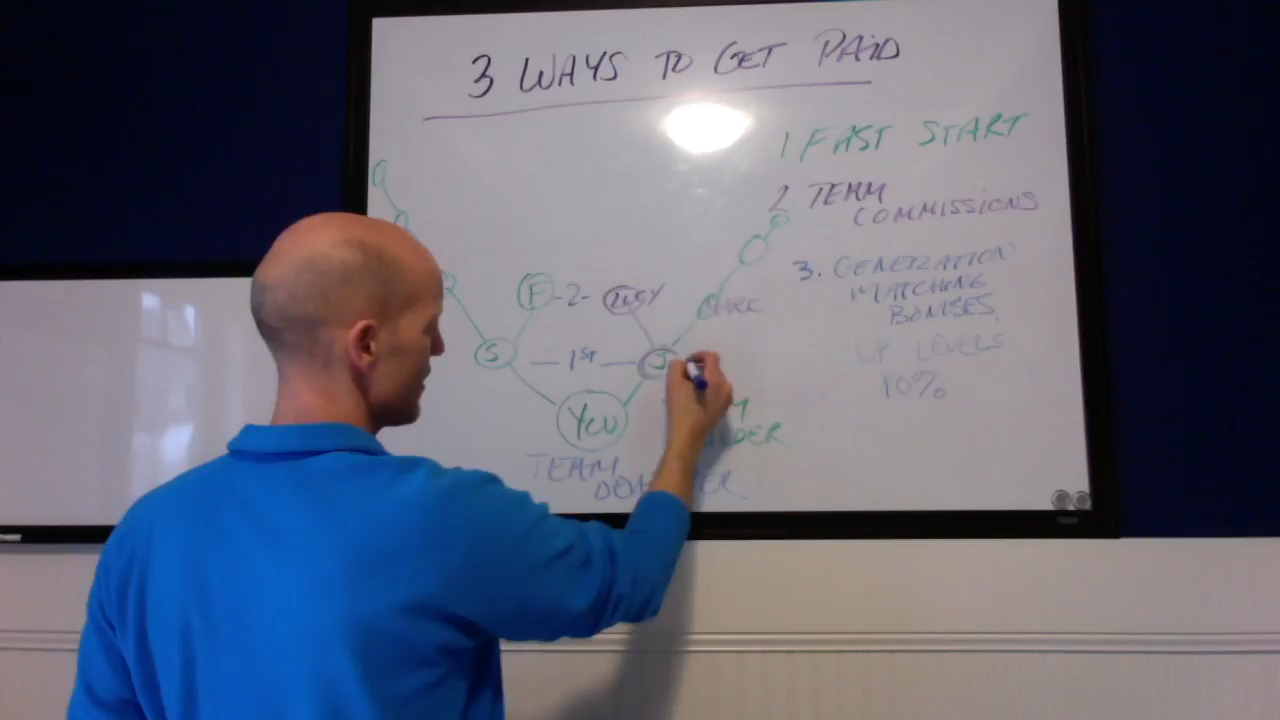 3 WAYS TO GET PAID
1 FAST START
2 TEAM
COMMISSIONS
3. GENERATION
MATCHING
BONUSES.
UP LEVELS
10%
F -2-
MARK
S 1ST J
YOU
TEAM